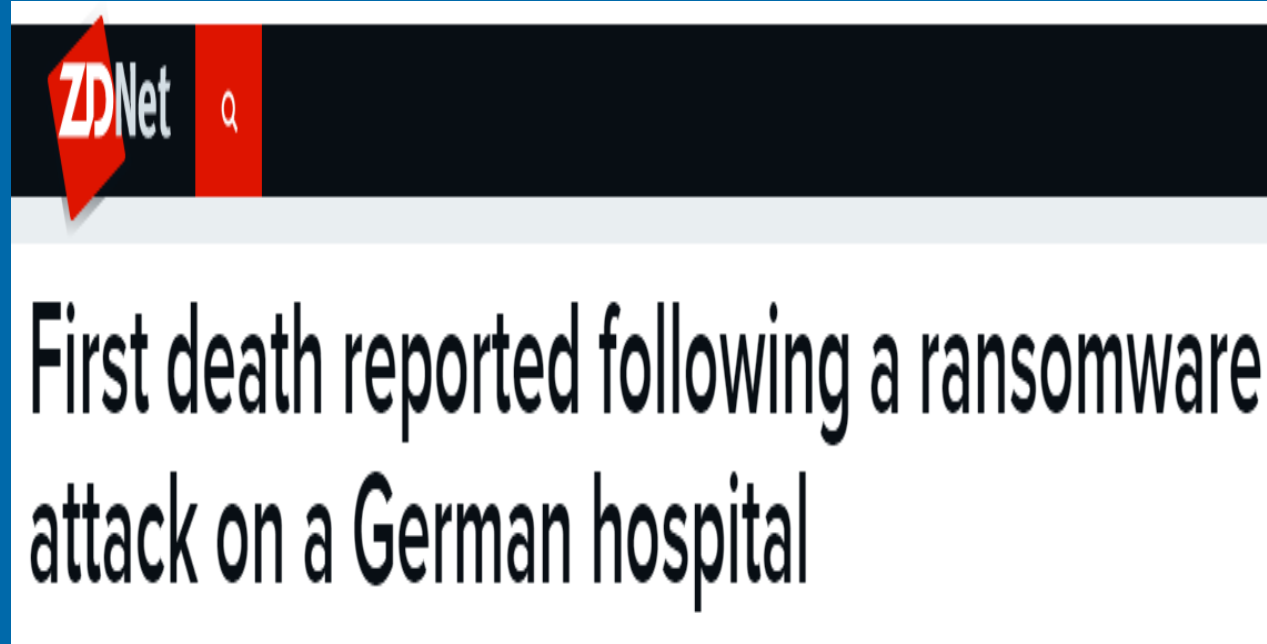 ZDNet
First death reported following a ransomware
attack on a German hospital